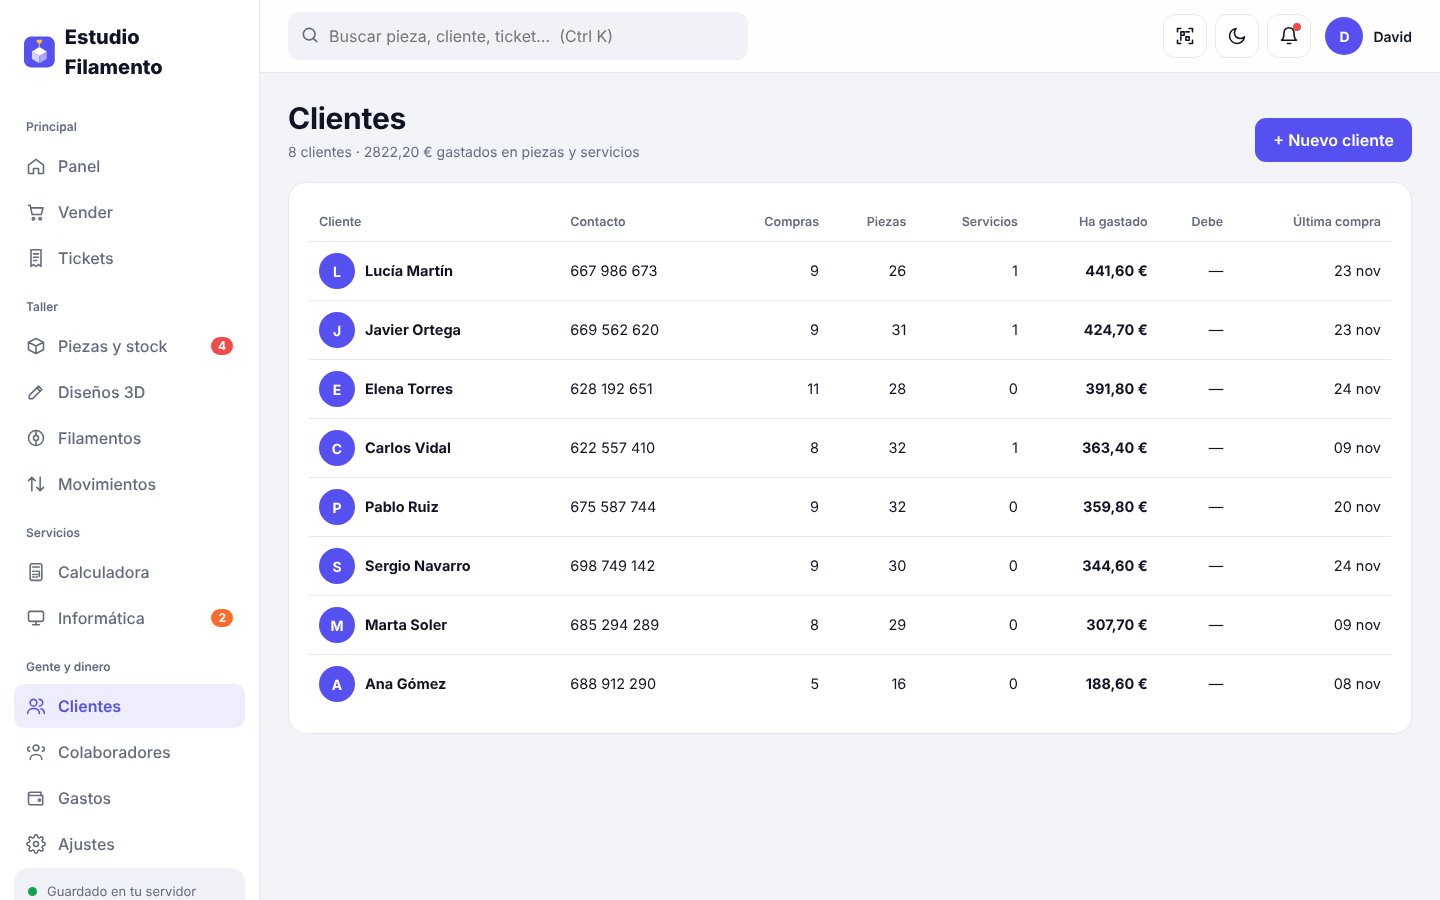 Estudio
Filamento
Principal
Panel
Vender
Tickets
Taller
Piezas y stock 4
Diseños 3D
Filamentos
Movimientos
Servicios
Calculadora
Informática 2
Gente y dinero
Clientes
Colaboradores
Gastos
Ajustes
Guardado en tu servidor
Buscar pieza, cliente, ticket... (Ctrl K)
D David
Clientes
8 clientes · 2822,20 € gastados en piezas y servicios
+ Nuevo cliente
Cliente Contacto Compras Piezas Servicios Ha gastado Debe Última compra
L Lucía Martín 667 986 673 9 26 1 441,60 € — 23 nov
J Javier Ortega 669 562 620 9 31 1 424,70 € — 23 nov
E Elena Torres 628 192 651 11 28 0 391,80 € — 24 nov
C Carlos Vidal 622 557 410 8 32 1 363,40 € — 09 nov
P Pablo Ruiz 675 587 744 9 32 0 359,80 € — 20 nov
S Sergio Navarro 698 749 142 9 30 0 344,60 € — 24 nov
M Marta Soler 685 294 289 8 29 0 307,70 € — 09 nov
A Ana Gómez 688 912 290 5 16 0 188,60 € — 08 nov